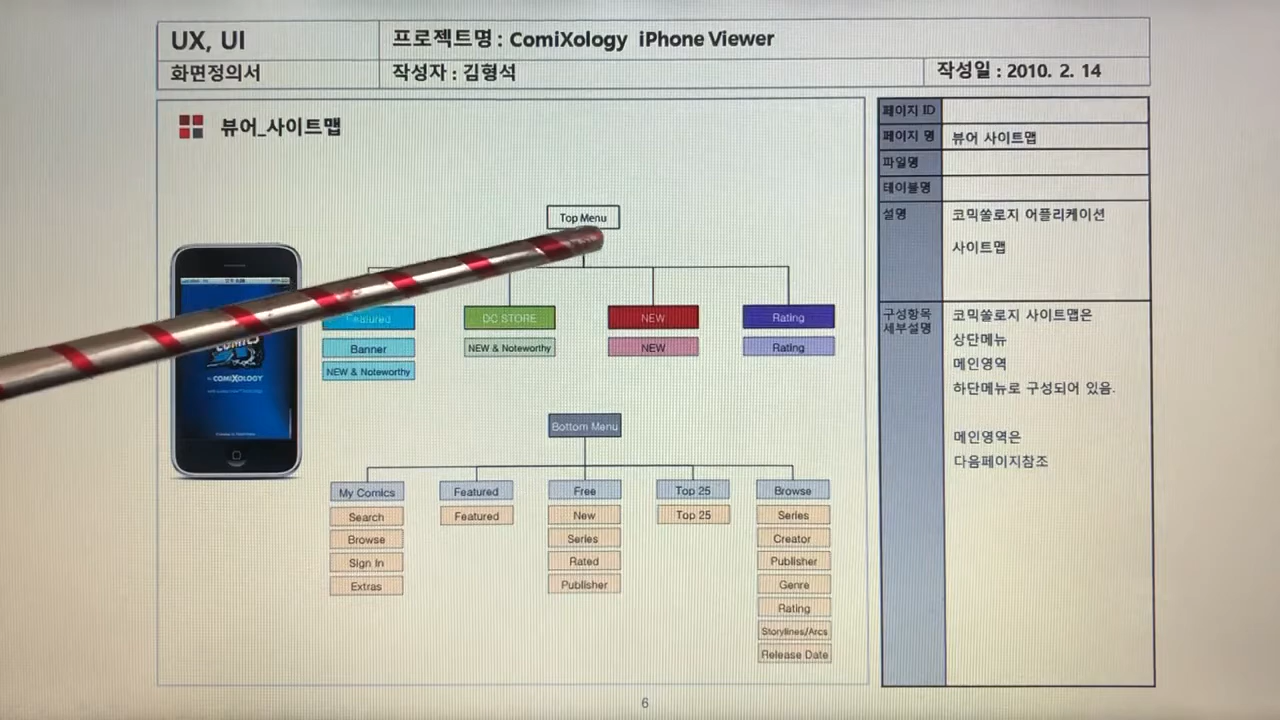 UX, UI
프로젝트명 : ComiXology iPhone Viewer
화면정의서
작성자 : 김형석
작성일 : 2010. 2. 14
뷰어_사이트맵
Top Menu
Featured
DC STORE
NEW
Rating
Banner
NEW & Noteworthy
NEW
Rating
NEW & Noteworthy
COMICS
COMIXOLOGY
Bottom Menu
My Comics
Featured
Free
Top 25
Browse
Search
Featured
New
Top 25
Series
Browse
Series
Creator
Sign In
Rated
Publisher
Extras
Publisher
Genre
Rating
Storylines/Arcs
Release Date
페이지 ID
페이지 명
뷰어 사이트맵
파일명
테이블명
설명
코믹쏠로지 어플리케이션
사이트맵
구성항목
세부설명
코믹쏠로지 사이트맵은
상단메뉴
메인영역
하단메뉴로 구성되어 있음.
메인영역은
다음페이지참조
6